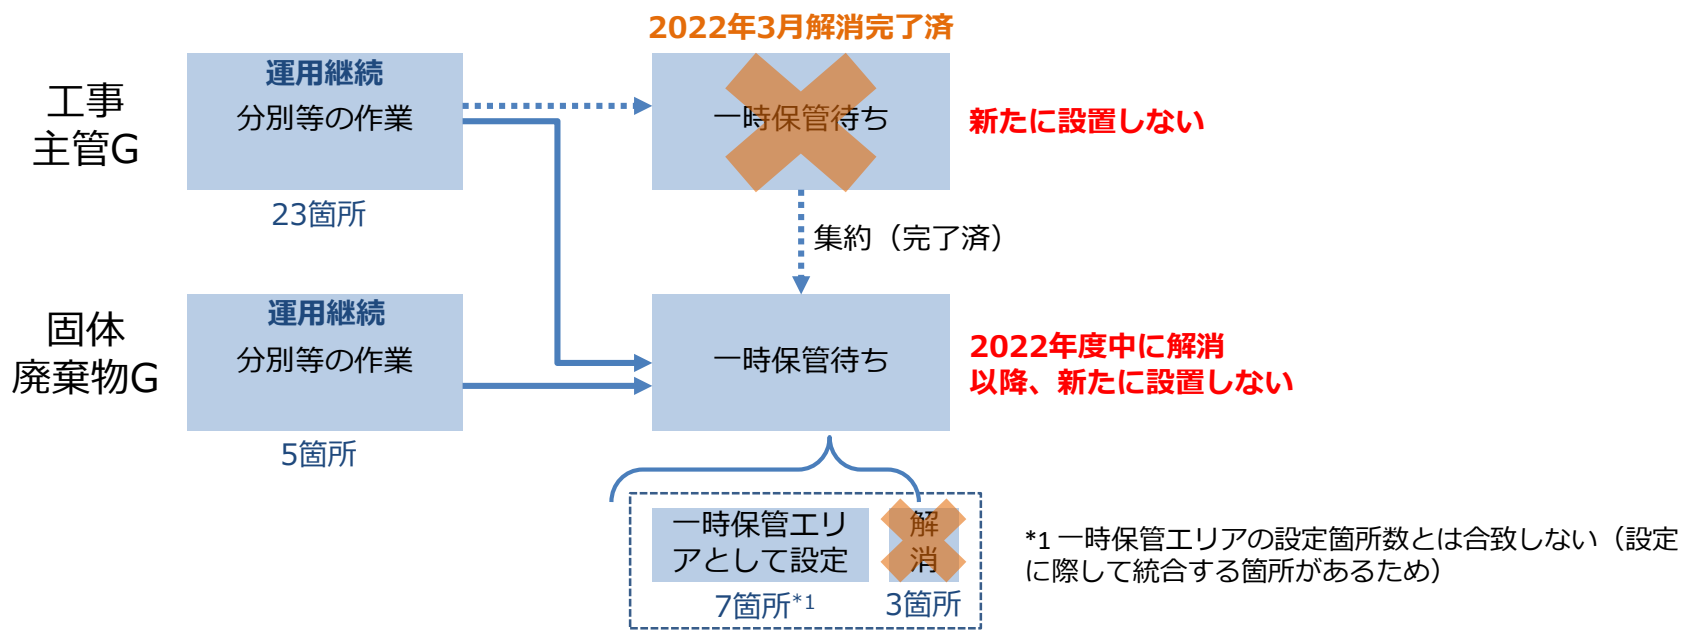 2022年3月解消完了済
工事
主管G
運用継続
分別等の作業
23箇所
一時保管待ち
新たに設置しない
集約（完了済）
固体
廃棄物G
運用継続
分別等の作業
5箇所
一時保管待ち
2022年度中に解消
以降、新たに設置しない
一時保管エリ
アとして設定
7箇所*1
解
消
3箇所
*1 一時保管エリアの設定箇所数とは合致しない（設定
に際して統合する箇所があるため）